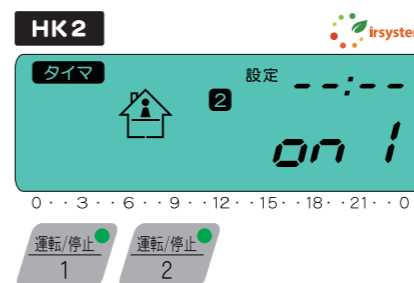 HK2
irsystem
タイマ
設定 --:--
2
on 1
0・・3・・6・・9・・12・・15・・18・・21・・0
運転/停止 運転/停止
1 2